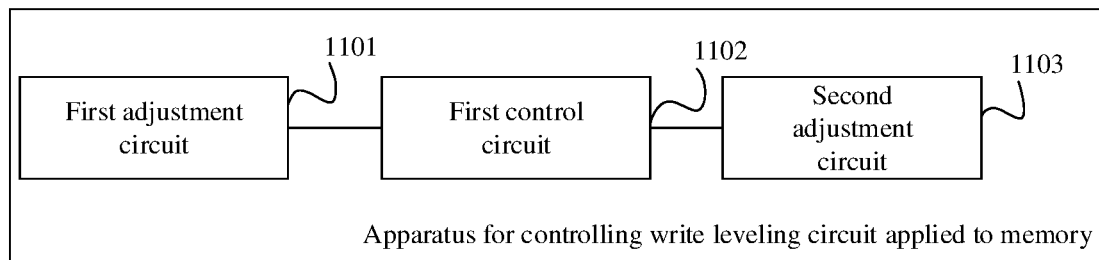 1101
1102
1103
First adjustment
circuit
First control
circuit
Second
adjustment
circuit
Apparatus for controlling write leveling circuit applied to memory